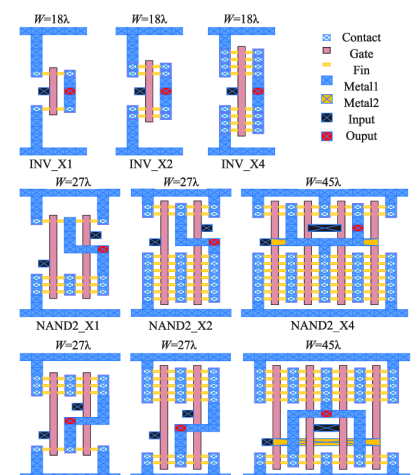 W=18λ W=18λ W=18λ
Contact
Gate
Fin
Metal1
Metal2
Input
Ouput
INV_X1 INV_X2 INV_X4
W=27λ W=27λ W=45λ
NAND2_X1 NAND2_X2 NAND2_X4
W=27λ W=27λ W=45λ